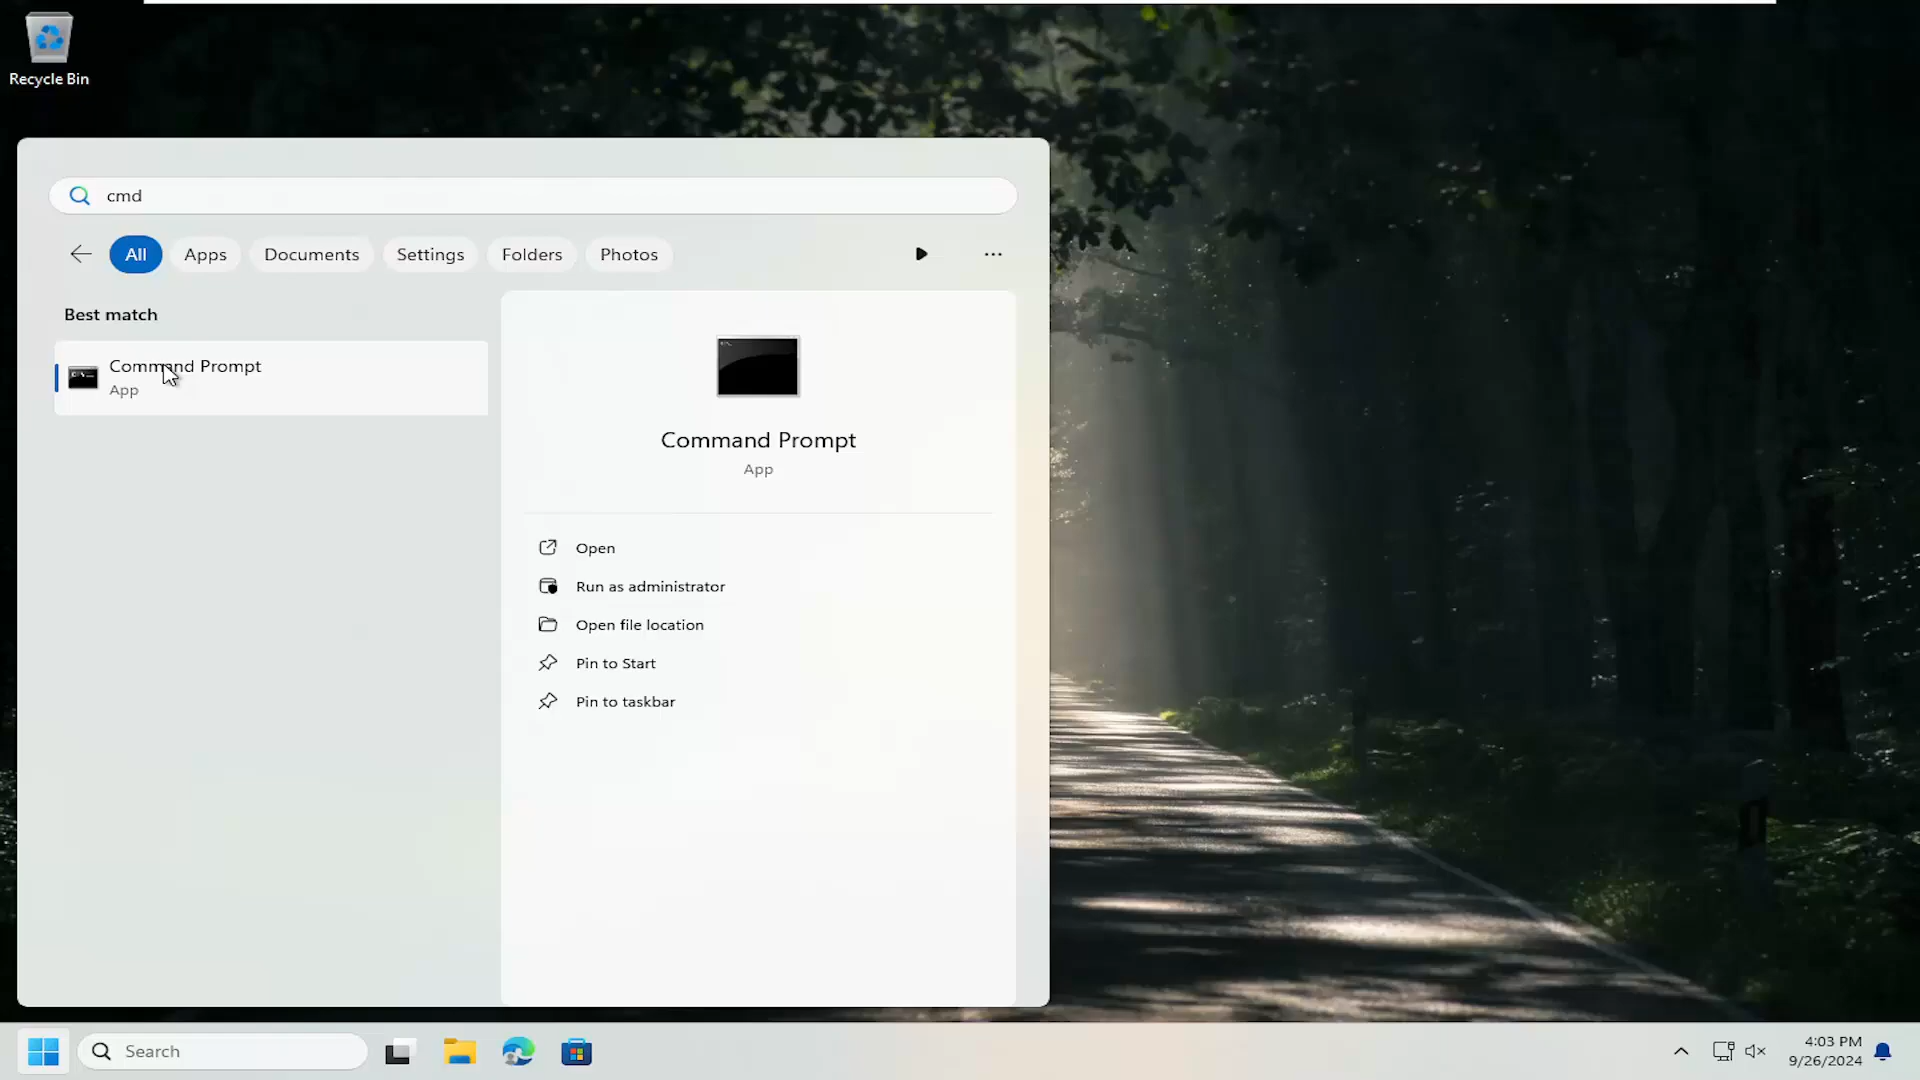 Recycle Bin
cmd
All Apps Documents Settings Folders Photos
Best match
Command Prompt
App
Command Prompt
App
Open
Run as administrator
Open file location
Pin to Start
Pin to taskbar
Search
4:03 PM
9/26/2024